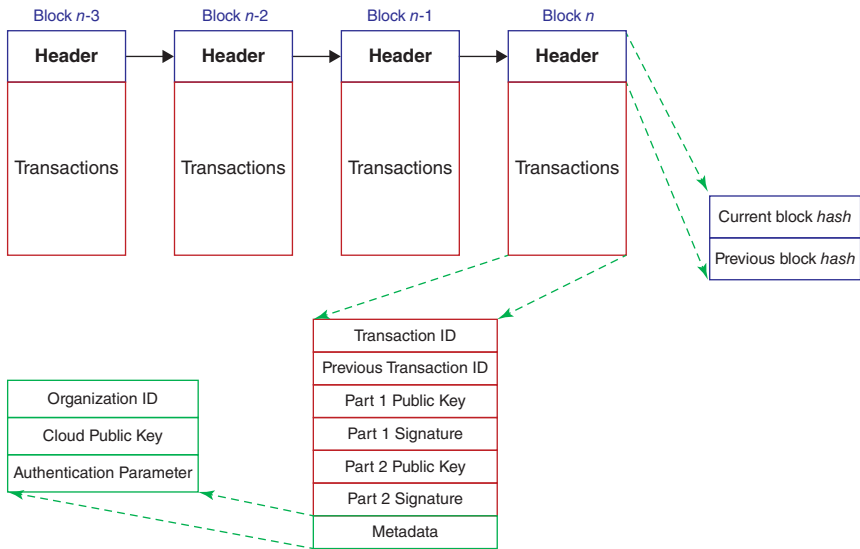 Block n-3
Block n-2
Block n-1
Block n
Header
Header
Header
Header
Transactions
Transactions
Transactions
Transactions
Current block hash
Previous block hash
Transaction ID
Previous Transaction ID
Part 1 Public Key
Part 1 Signature
Part 2 Public Key
Part 2 Signature
Metadata
Organization ID
Cloud Public Key
Authentication Parameter